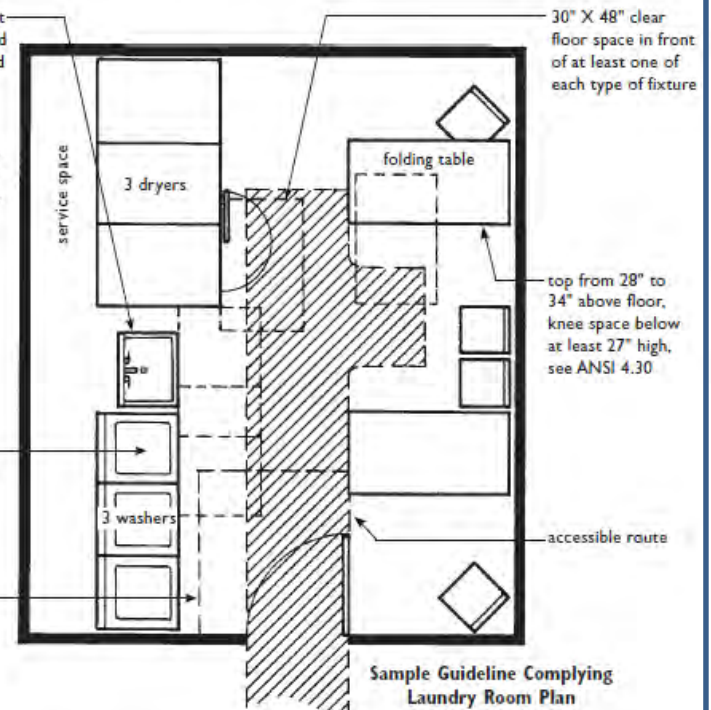 30" X 48" clear
floor space in front
of at least one of
each type of fixture
folding table
3 dryers
service space
top from 28" to
34" above floor,
knee space below
at least 27" high,
see ANSI 4.30
3 washers
accessible route
Sample Guideline Complying
Laundry Room Plan